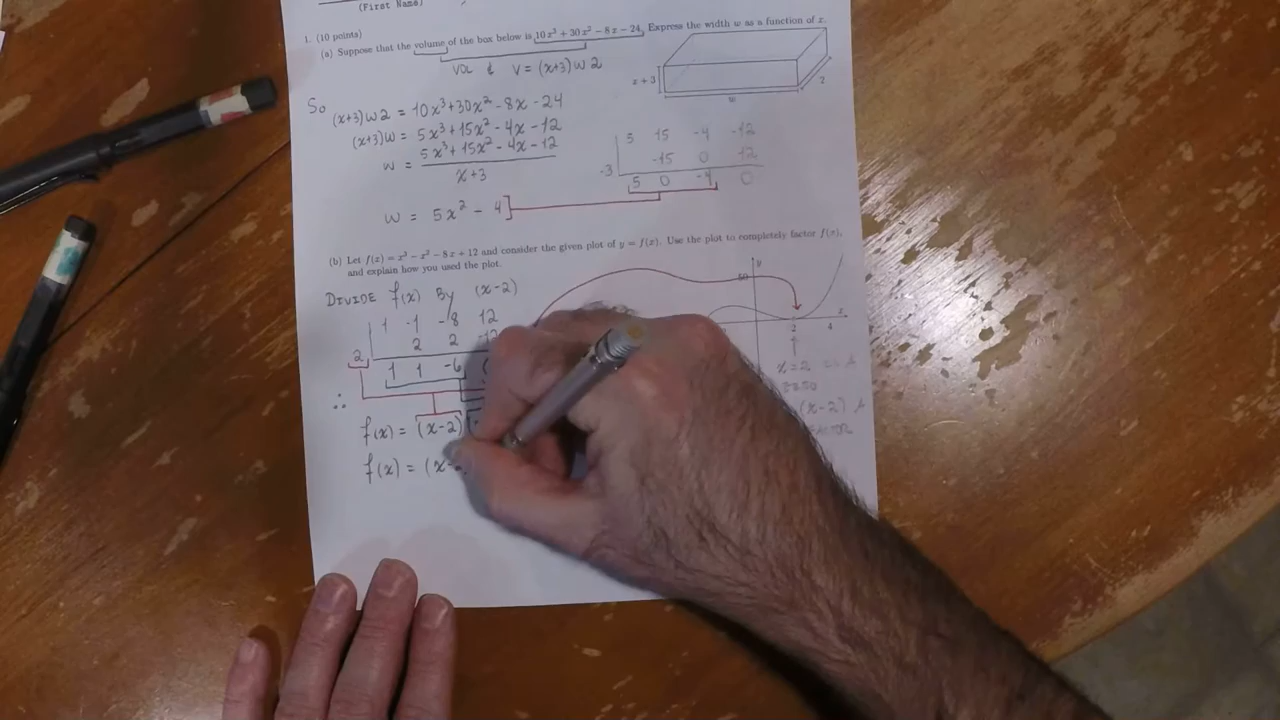 (First Name)
1. (10 points)
(a) Suppose that the volume of the box below is 10x³ + 30x² − 8x − 24. Express the width w as a function of x.
VOL V = (x+3) W 2
x + 3
2
w
So (x+3)W 2 = 10x³+30x²-8x-24
(x+3)W = 5x³+15x²-4x-12
W = 5x³+15x²-4x-12
x+3
5 15 -4 -12
-15 0 12
-3
5 0 -4 0
W = 5x² - 4
(b) Let f(x) = x³ − x² − 8x + 12 and consider the given plot of y = f(x). Use the plot to completely factor f(x),
and explain how you used the plot.
DIVIDE f(x) By (x-2)
1 -1 -8 12
2 2 -12
2
1 1 -6
∴
f(x) = (x-2)
f(x) = (x-
y
x
2 4
x=2 A
ZERO
(x-2)